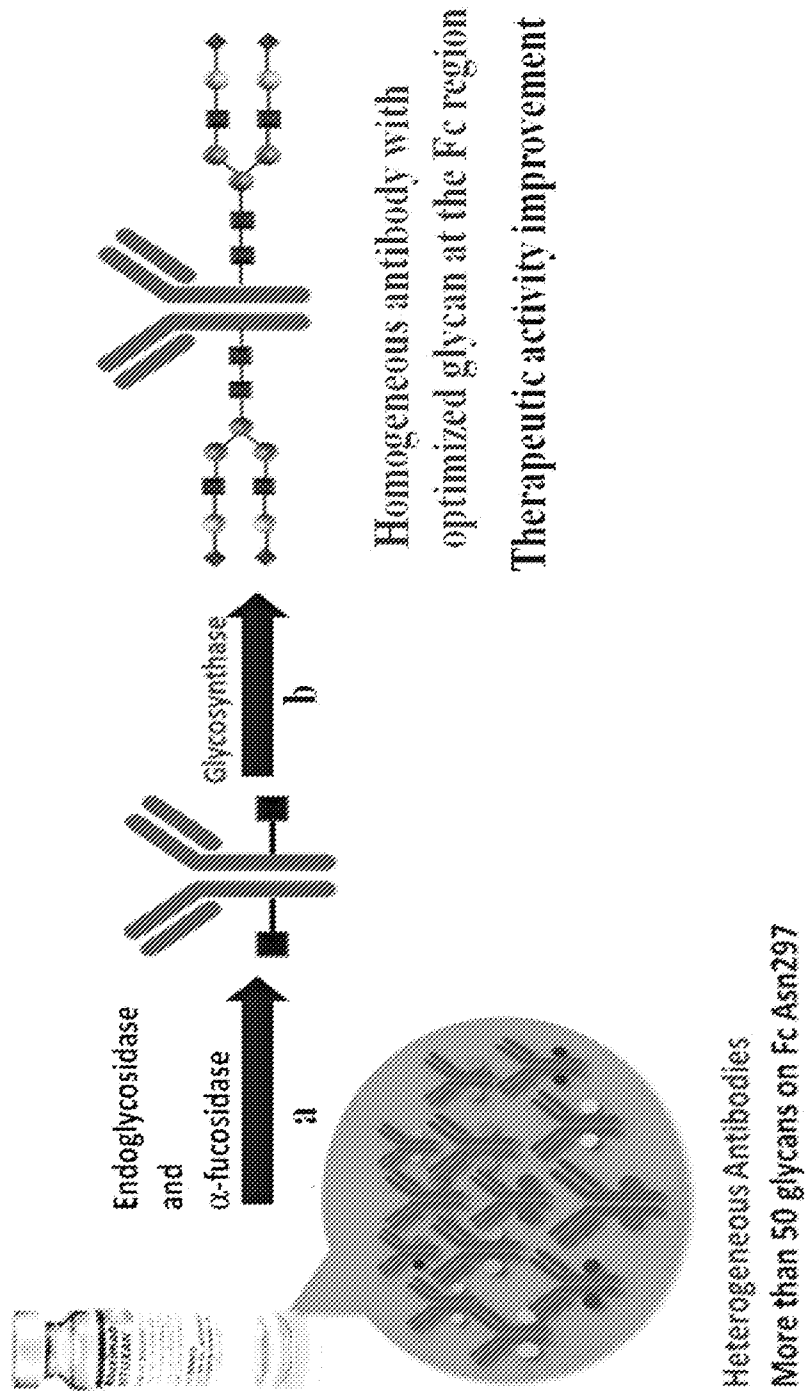 Heterogeneous Antibodies
More than 50 glycans on Fc Asn297
Endoglycosidase
and
α-fucosidase
a
Glycosynthase
b
Homogeneous antibody with
optimized glycan at the Fc region
Therapeutic activity improvement